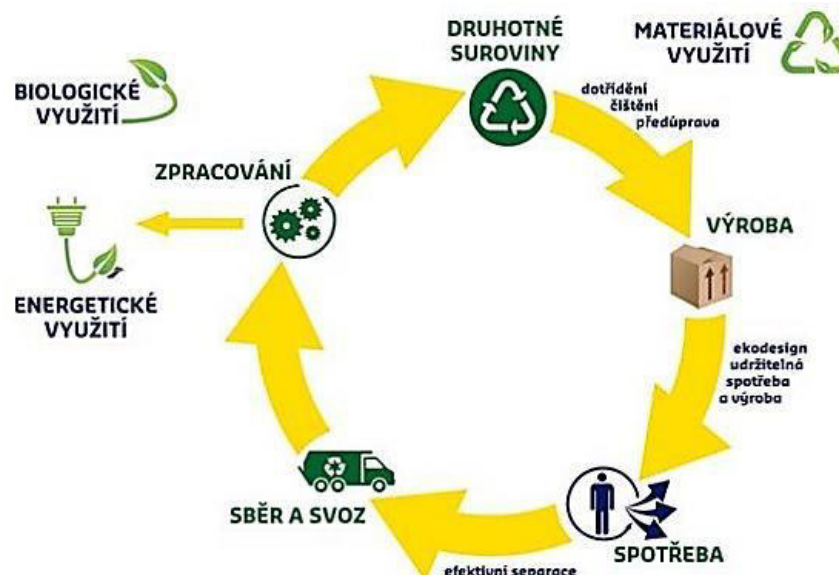 DRUHOTNÉ
SUROVINY
MATERIÁLOVÉ
VYUŽITÍ
BIOLOGICKÉ
VYUŽITÍ
dotřídění
čištění
předúprava
ZPRACOVÁNÍ
VÝROBA
ENERGETICKÉ
VYUŽITÍ
ekodesign
udržitelná
spotřeba
a výroba
SBĚR A SVOZ
SPOTŘEBA
efektivní separace